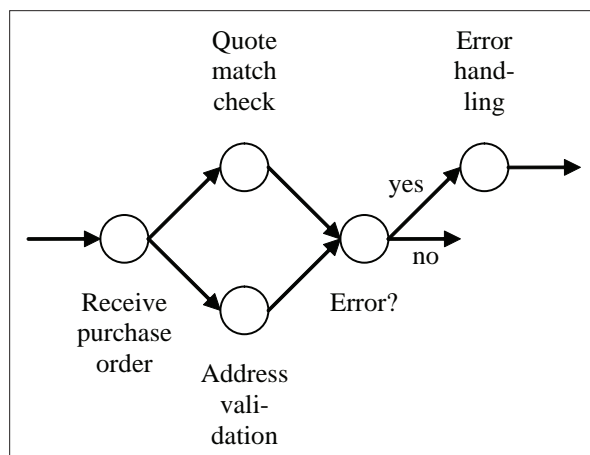 Quote
match
check
Error
hand-
ling
yes
no
Receive
purchase
order
Error?
Address
vali-
dation